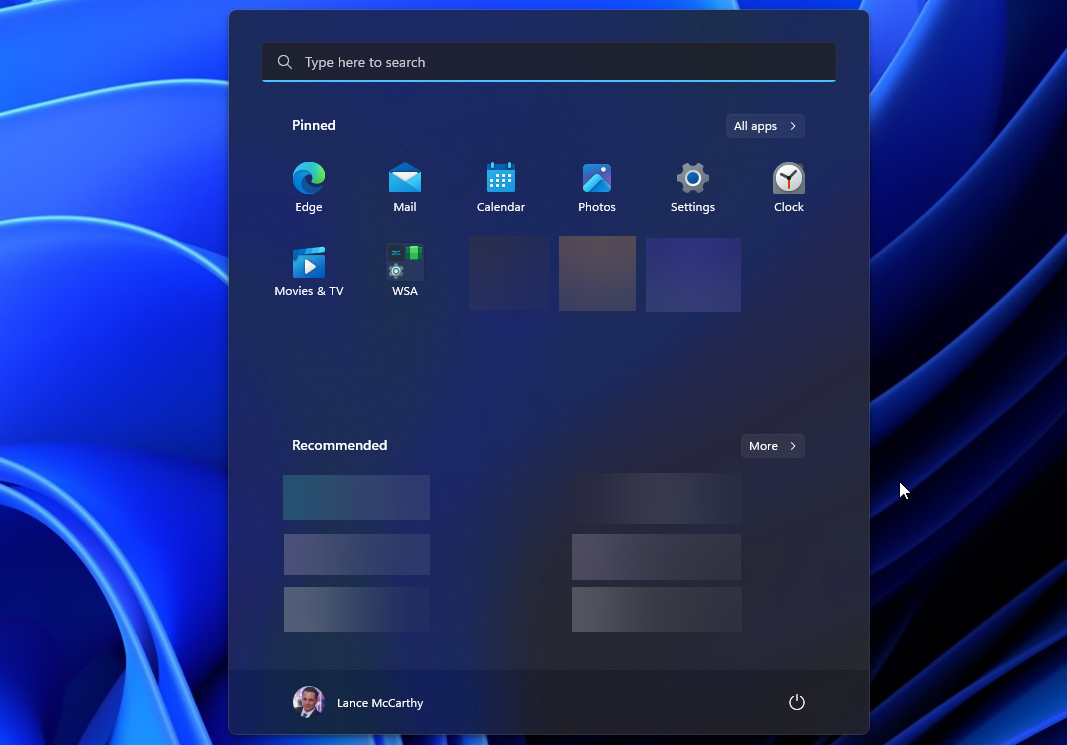 Type here to search
Pinned
All apps
Edge
Mail
Calendar
Photos
Settings
Clock
Movies & TV
WSA
Recommended
More
Lance McCarthy